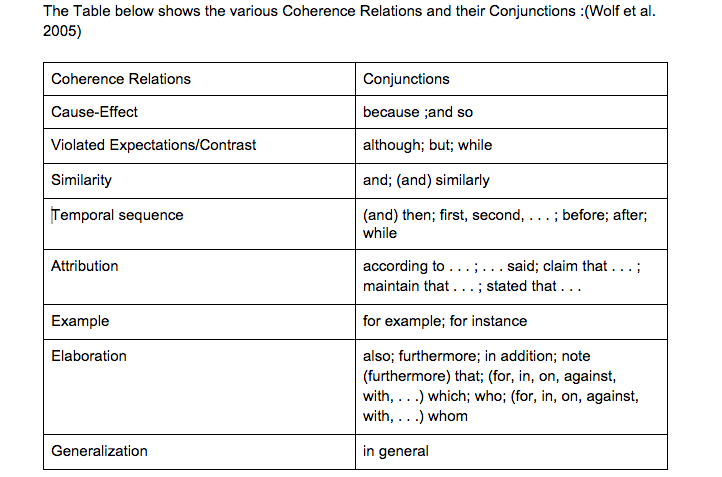 The Table below shows the various Coherence Relations and their Conjunctions :(Wolf et al.
2005)
Coherence Relations
Conjunctions
Cause-Effect
because ;and so
Violated Expectations/Contrast
although; but; while
Similarity
and; (and) similarly
Temporal sequence
(and) then; first, second, . . . ; before; after;
while
Attribution
according to . . . ; . . . said; claim that . . . ;
maintain that . . . ; stated that . . .
Example
for example; for instance
Elaboration
also; furthermore; in addition; note
(furthermore) that; (for, in, on, against,
with, . . .) which; who; (for, in, on, against,
with, . . .) whom
Generalization
in general